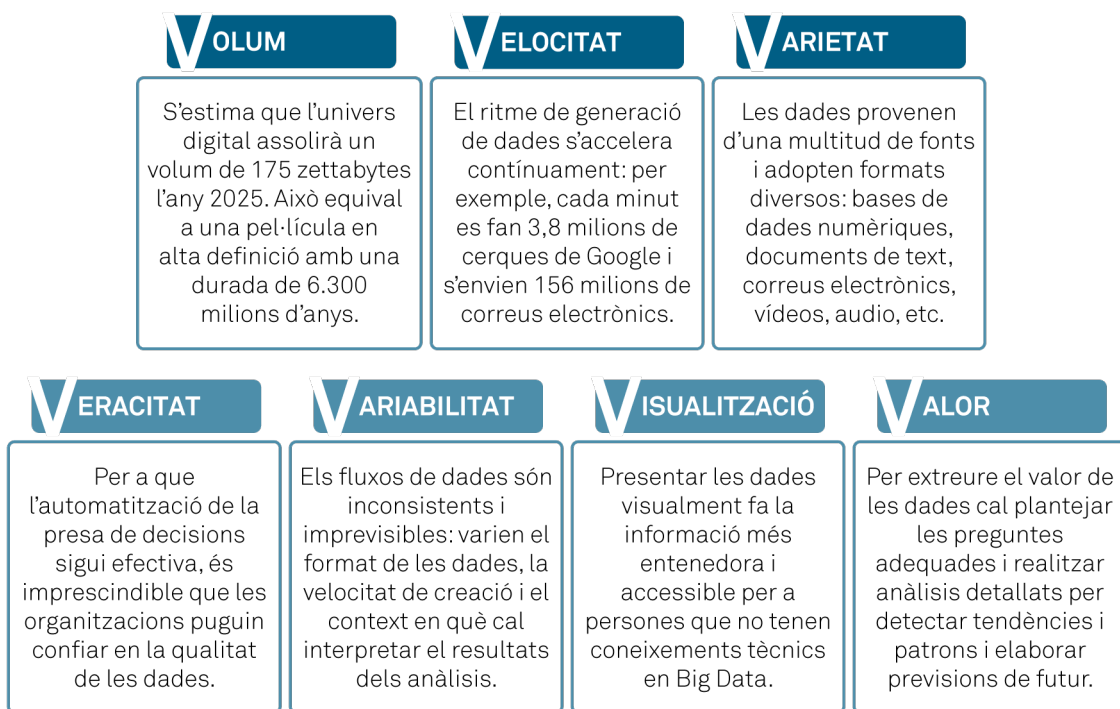 VOLUM
S’estima que l’univers
digital assolirà un
volum de 175 zettabytes
l’any 2025. Això equival
a una pel·lícula en
alta definició amb una
durada de 6.300
milions d’anys.
VELOCITAT
El ritme de generació
de dades s’accelera
contínuament: per
exemple, cada minut
es fan 3,8 milions de
cerques de Google i
s’envien 156 milions de
correus electrònics.
VARIETAT
Les dades provenen
d’una multitud de fonts
i adopten formats
diversos: bases de
dades numèriques,
documents de text,
correus electrònics,
vídeos, audio, etc.
VERACITAT
Per a que
l’automatització de la
presa de decisions
sigui efectiva, és
imprescindible que les
organitzacions puguin
confiar en la qualitat
de les dades.
VARIABILITAT
Els fluxos de dades són
inconsistents i
imprevisibles: varien el
format de les dades, la
velocitat de creació i el
context en què cal
interpretar el resultats
dels anàlisis.
VISUALITZACIÓ
Presentar les dades
visualment fa la
informació més
entenedora i
accessible per a
persones que no tenen
coneixements tècnics
en Big Data.
VALOR
Per extreure el valor de
les dades cal plantejar
les preguntes
adequades i realitzar
anàlisis detallats per
detectar tendències i
patrons i elaborar
previsions de futur.